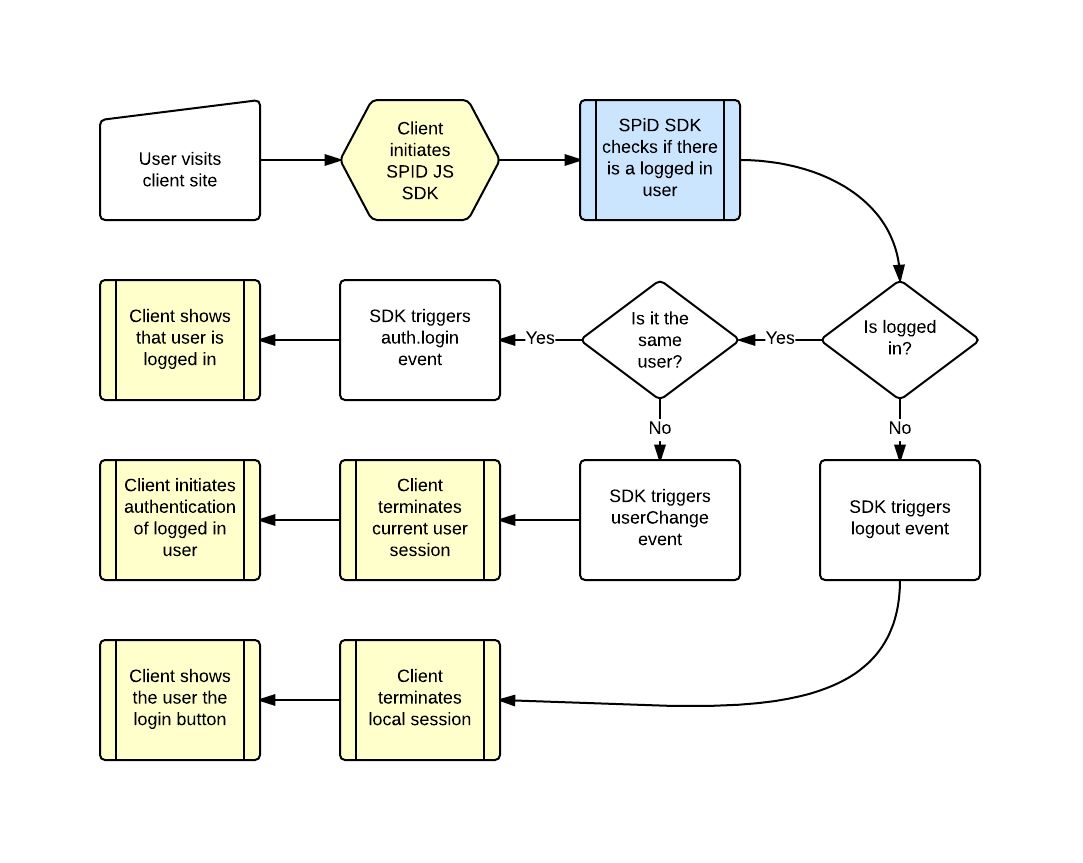 User visits
client site
Client
initiates
SPID JS
SDK
SPiD SDK
checks if there
is a logged in
user
Client shows
that user is
logged in
SDK triggers
auth.login
event
Yes
Is it the
same
user?
Yes
Is logged
in?
No
No
Client initiates
authentication
of logged in
user
Client
terminates
current user
session
SDK triggers
userChange
event
SDK triggers
logout event
Client shows
the user the
login button
Client
terminates
local session